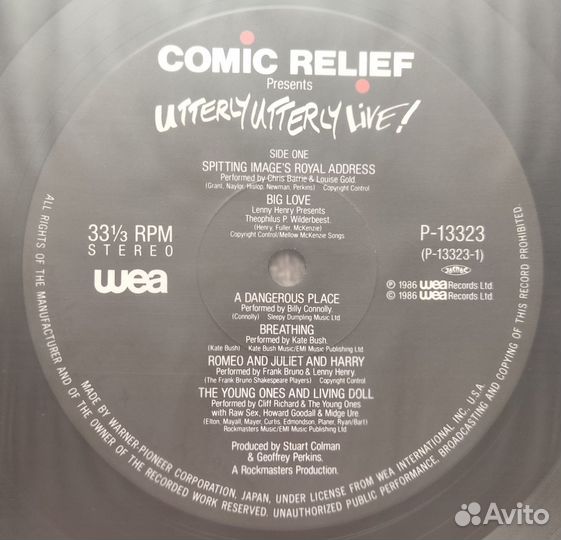 COMIC RELIEF
Presents
UTTERLY UTTERLY LIVE!
SIDE ONE
SPITTING IMAGE'S ROYAL ADDRESS
Performed by Chris Barrie & Louise Gold.
(Grant, Naylor, Hislop, Newman, Perkins) Copyright Control
BIG LOVE
Lenny Henry Presents
Theophilus P. Wilderbeest.
(Henry, Fuller, McKenzie)
Copyright Control/Mellow McKenzie Songs.
33⅓ RPM
STEREO
wea
P-13323
(P-13323-1)
JASRAC
Ⓟ 1986 wea Records Ltd.
© 1986 wea Records Ltd.
A DANGEROUS PLACE
Performed by Billy Connolly.
(Connolly) Sleepy Dumpling Music Ltd
BREATHING
Performed by Kate Bush.
(Kate Bush) Kate Bush Music/EMI Music Publishing Ltd.
ROMEO AND JULIET AND HARRY
Performed by Frank Bruno & Lenny Henry.
(The Frank Bruno Shakespeare Players) Copyright Control
THE YOUNG ONES AND LIVING DOLL
Performed by Cliff Richard & The Young Ones
with Raw Sex, Howard Goodall & Midge Ure.
(Elton, Mayall, Mayer, Curtis, Edmondson, Planer, Ryan/Bart)
Rockmasters Music/EMI Music Publishing Ltd.
Produced by Stuart Colman
& Geoffrey Perkins.
A Rockmasters Production.
MADE BY WARNER-PIONEER CORPORATION, JAPAN, UNDER LICENSE FROM WEA INTERNATIONAL INC. U.S.A.
ALL RIGHTS OF THE MANUFACTURER AND OF THE OWNER OF THE RECORDED WORK RESERVED. UNAUTHORIZED PUBLIC PERFORMANCE, BROADCASTING AND COPYING OF THIS RECORD PROHIBITED.
Avito